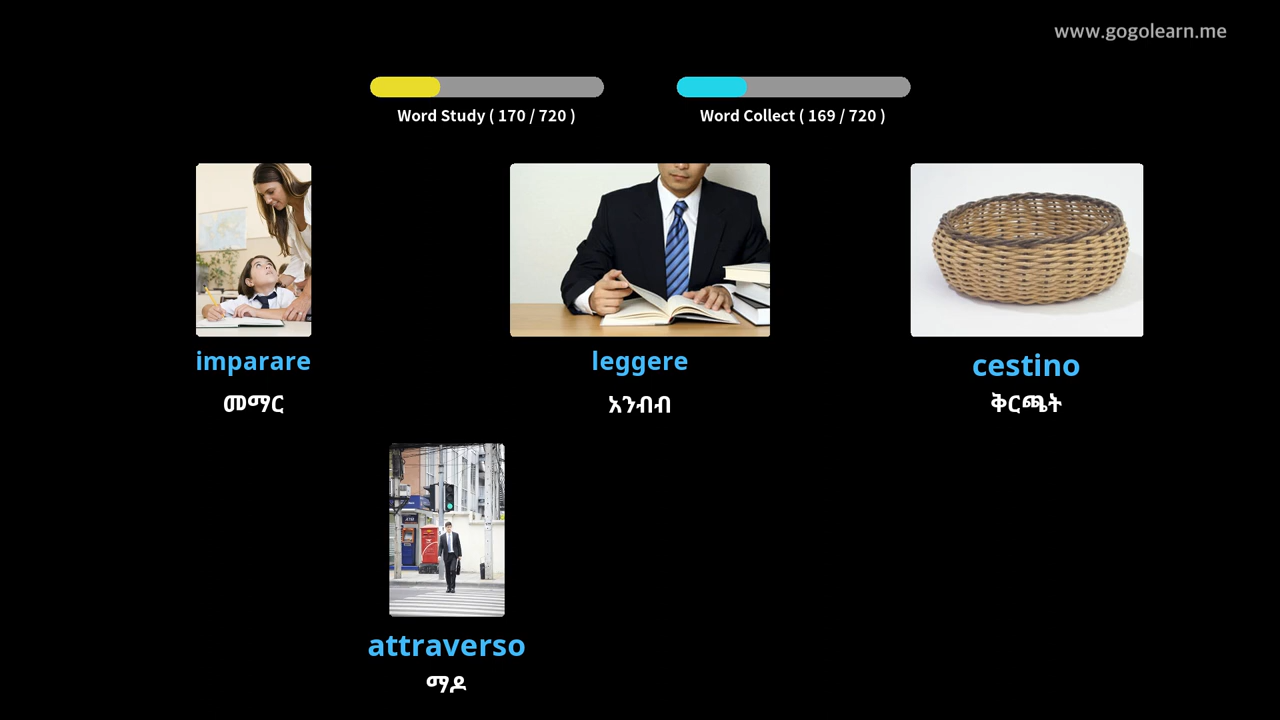 www.gogolearn.me
Word Study ( 170 / 720 )
Word Collect ( 169 / 720 )
imparare
leggere
cestino
መማር
አንብብ
ቅርጫት
attraverso
ማዶ